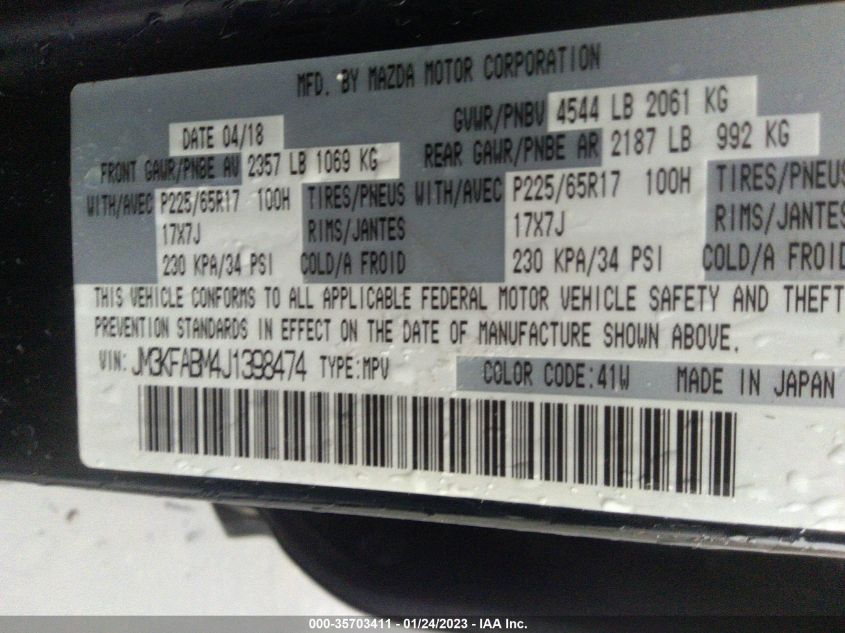 MFD. BY MAZDA MOTOR CORPORATION
DATE 04/18 GVWR/PNBV 4544 LB 2061 KG
FRONT GAWR/PNBE AV 2357 LB 1069 KG REAR GAWR/PNBE AR 2187 LB 992 KG
WITH/AVEC P225/65R17 100H TIRES/PNEUS WITH/AVEC P225/65R17 100H TIRES/PNEUS
17X7J RIMS/JANTES 17X7J RIMS/JANTES
230 KPA/34 PSI COLD/A FROID 230 KPA/34 PSI COLD/A FROID
THIS VEHICLE CONFORMS TO ALL APPLICABLE FEDERAL MOTOR VEHICLE SAFETY AND THEFT
PREVENTION STANDARDS IN EFFECT ON THE DATE OF MANUFACTURE SHOWN ABOVE.
VIN: JM3KFABM4J1398474 TYPE:MPV COLOR CODE:41W MADE IN JAPAN
000-35703411 - 01/24/2023 - IAA Inc.